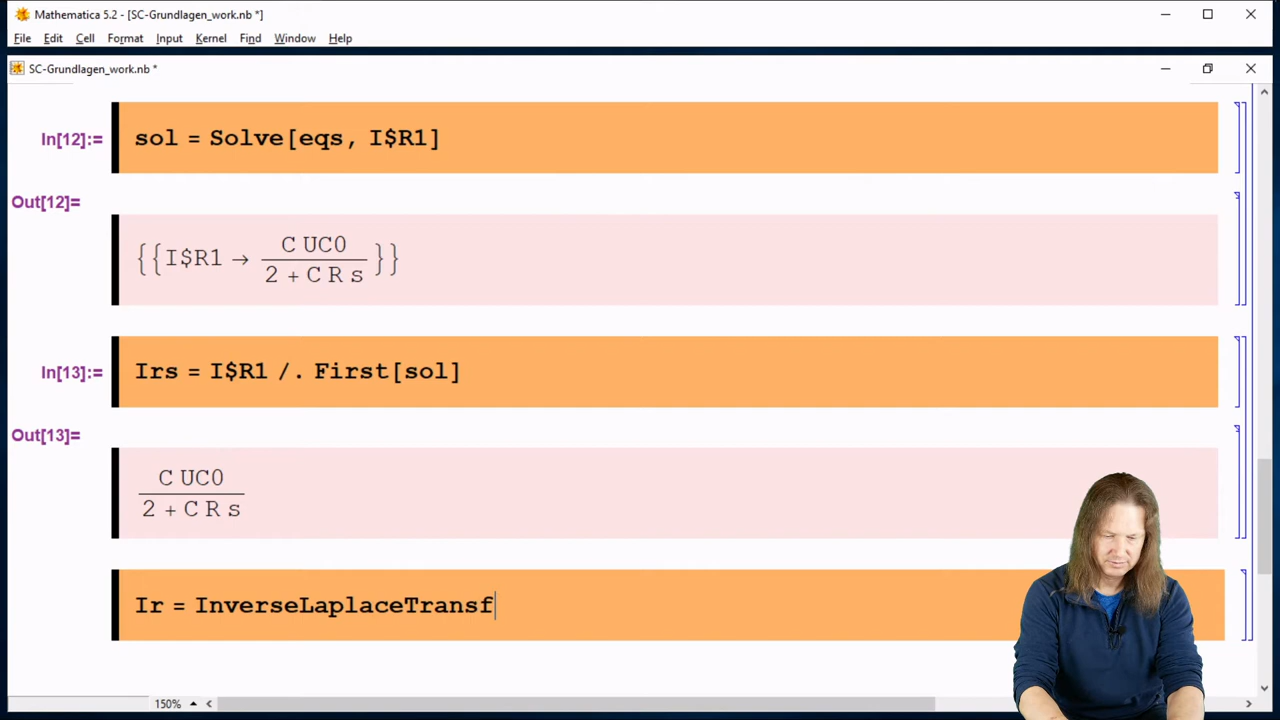 Mathematica 5.2 - [SC-Grundlagen_work.nb *]
File Edit Cell Format Input Kernel Find Window Help
SC-Grundlagen_work.nb *
In[12]:= sol = Solve[eqs, I$R1]
Out[12]=
{{I$R1 → C UC0 / 2 + C R s}}
In[13]:= Irs = I$R1 /. First[sol]
Out[13]=
C UC0
2 + C R s
Ir = InverseLaplaceTransf
150%